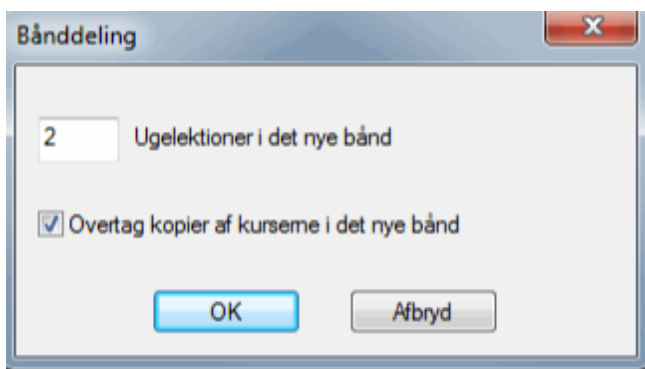 Bånddeling
2 Ugelektioner i det nye bånd
Overtag kopier af kurserne i det nye bånd
OK Afbryd